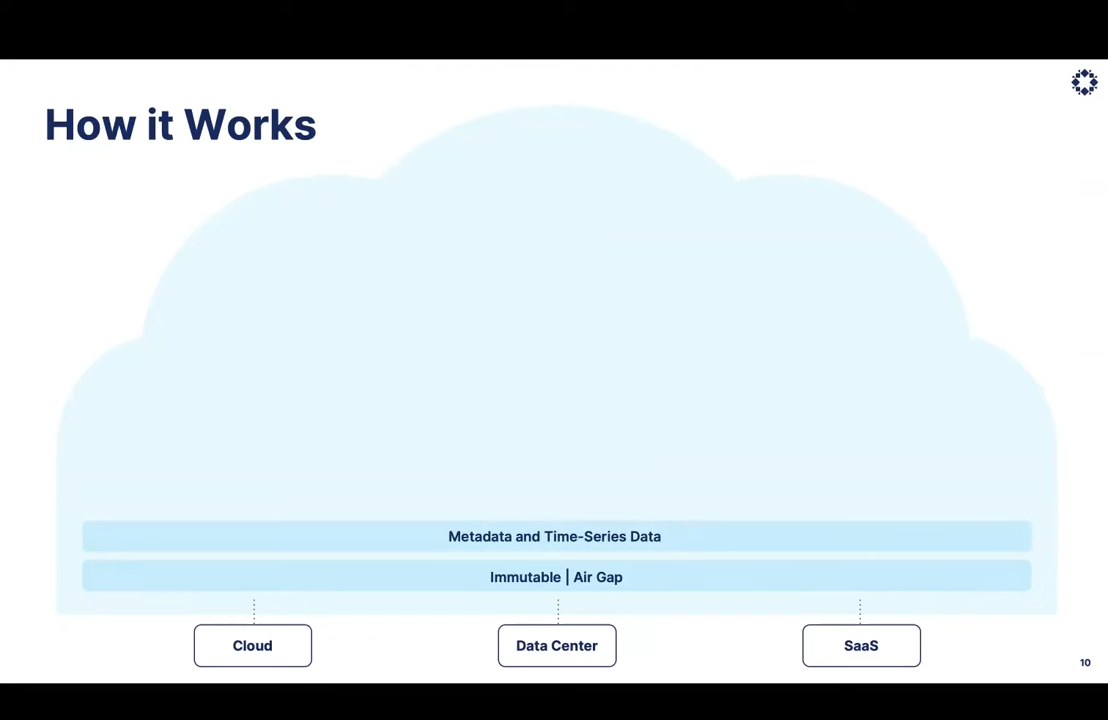 How it Works
Metadata and Time-Series Data
Immutable | Air Gap
Cloud
Data Center
SaaS
10